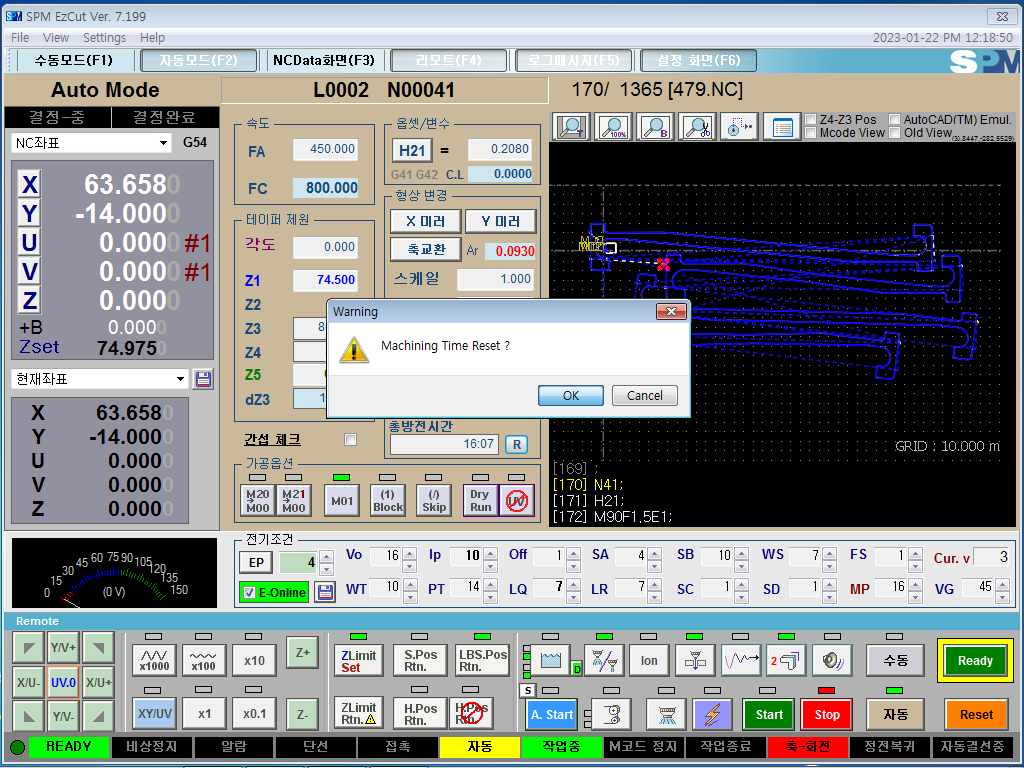 SPM EzCut Ver. 7.199
File View Settings Help
2023-01-22 PM 12:18:50
수동모드(F1) 자동모드(F2) NCData화면(F3) 리모트(F4) 로그메시지(F5) 설정 화면(F6) SPM
Auto Mode L0002 N00041 170/ 1365 [479.NC]
결정-중 결정완료
NC좌표 G54
X 63.6580
Y -14.0000
U 0.0000 #1
V 0.0000 #1
Z 0.0000
+B 0.0000
Zset 74.9750
현재좌표
X 63.6580
Y -14.0000
U 0.0000
V 0.0000
Z 0.0000
속도
FA 450.000
FC 800.000
테이퍼 제원
각도 0.000
Z1 74.500
Z2
Z3 8
Z4
Z5
dZ3 1
간섭 체크
옵셋/변수
H21 = 0.2080
G41 G42 C.L 0.0000
형상 변경
X 미러 Y 미러
축교환 Ar 0.0930
스케일 1.000
Warning
Machining Time Reset ?
OK Cancel
총방전시간
16:07 R
가공옵션
M20 M00 M21 M00 M01 (1) Block (/) Skip Dry Run UV
100% B
Z4-Z3 Pos AutoCAD(TM) Emul.
Mcode View Old View (3).8447,-282.5529)
GRID : 10.000 m
[169] ;
[170] N41;
[171] H21;
[172] M90F1.5E1;
0 15 30 45 60 75 90 105 120 135 150
(0 V)
전기조건
EP 4 Vo 16 Ip 10 Off 1 SA 4 SB 10 WS 7 FS 1 Cur. v 3
E-Online WT 10 PT 14 LQ 7 LR 7 SC 1 SD 1 MP 16 VG 45
Remote
Y/V+ X/U- UV.0 X/U+ Y/V-
x1000 x100 x10 Z+
XY/UV x1 x0.1 Z-
ZLimit Set S.Pos Rtn. LBS.Pos Rtn.
ZLimit Rtn. H.Pos Rtn. H.Pos Rtn.
D Ion 2 수동 Ready
S A. Start Start Stop 자동 Reset
READY 비상정지 알람 단선 접촉 자동 작업중 M코드 정지 작업종료 축-회전 정전복귀 자동결선중